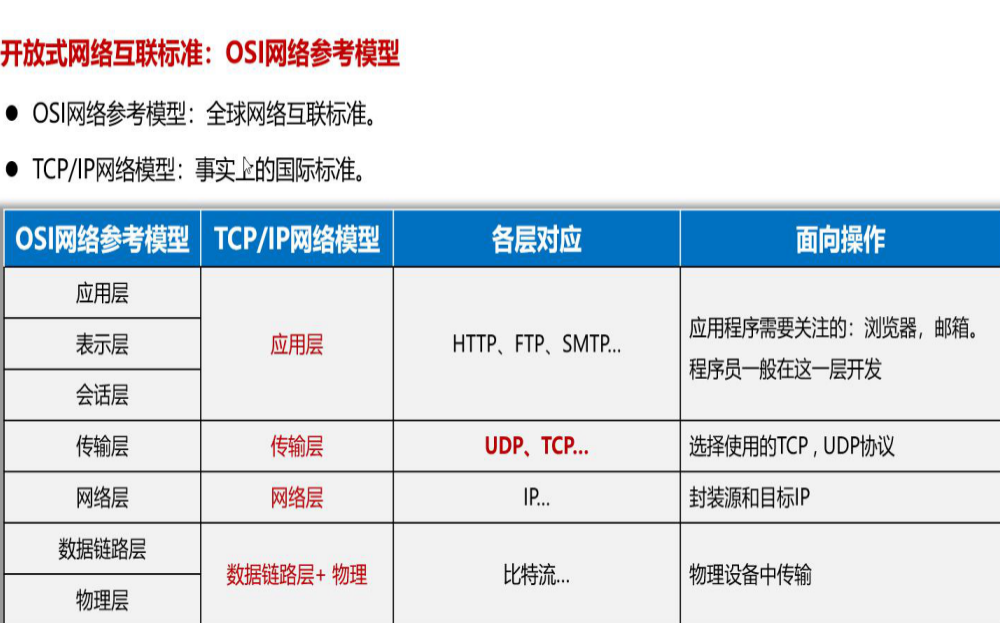 开放式网络互联标准：OSI网络参考模型
● OSI网络参考模型：全球网络互联标准。
● TCP/IP网络模型：事实上的国际标准。
OSI网络参考模型 TCP/IP网络模型 各层对应 面向操作
应用层
表示层
会话层
应用层
HTTP、FTP、SMTP...
应用程序需要关注的：浏览器，邮箱。
程序员一般在这一层开发
传输层 传输层 UDP、TCP... 选择使用的TCP , UDP协议
网络层 网络层 IP... 封装源和目标IP
数据链路层
物理层
数据链路层+ 物理
比特流...
物理设备中传输